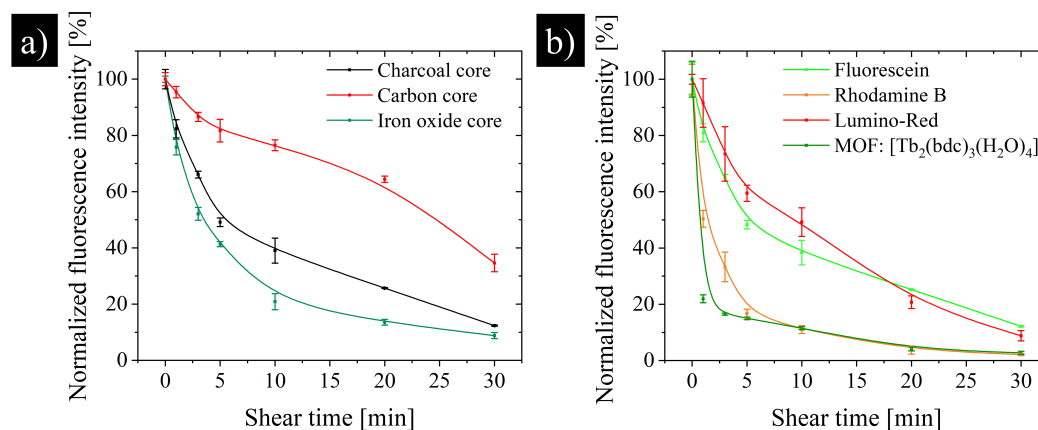 a)
Normalized fluorescence intensity [%]
100
80
60
40
20
0
Charcoal core
Carbon core
Iron oxide core
0 5 10 15 20 25 30
Shear time [min]
b)
Normalized fluorescence intensity [%]
100
80
60
40
20
0
Fluorescein
Rhodamine B
Lumino-Red
MOF: [Tb₂(bdc)₃(H₂O)₄]
0 5 10 15 20 25 30
Shear time [min]